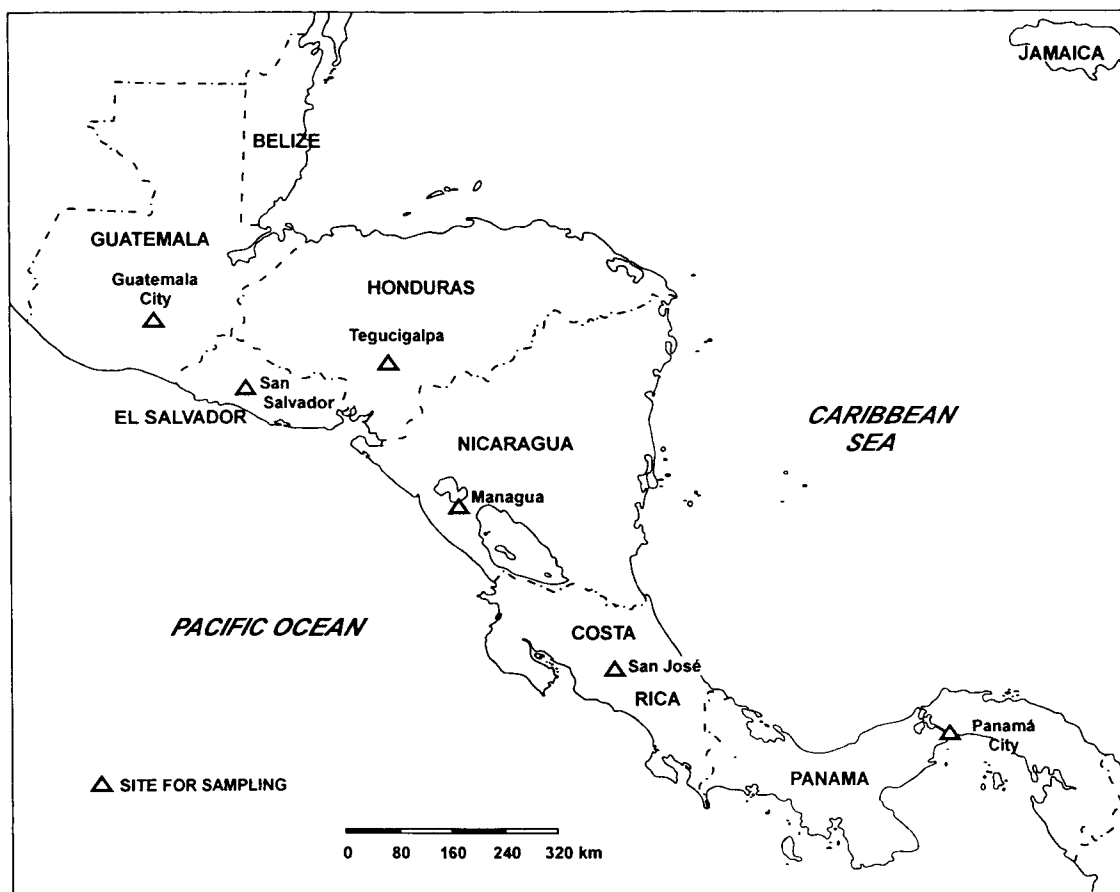 JAMAICA
BELIZE
GUATEMALA
Guatemala
City
HONDURAS
Tegucigalpa
San
Salvador
EL SALVADOR
CARIBBEAN
SEA
NICARAGUA
Managua
PACIFIC OCEAN
COSTA
San José
RICA
Panamá
City
PANAMA
SITE FOR SAMPLING
0 80 160 240 320 km